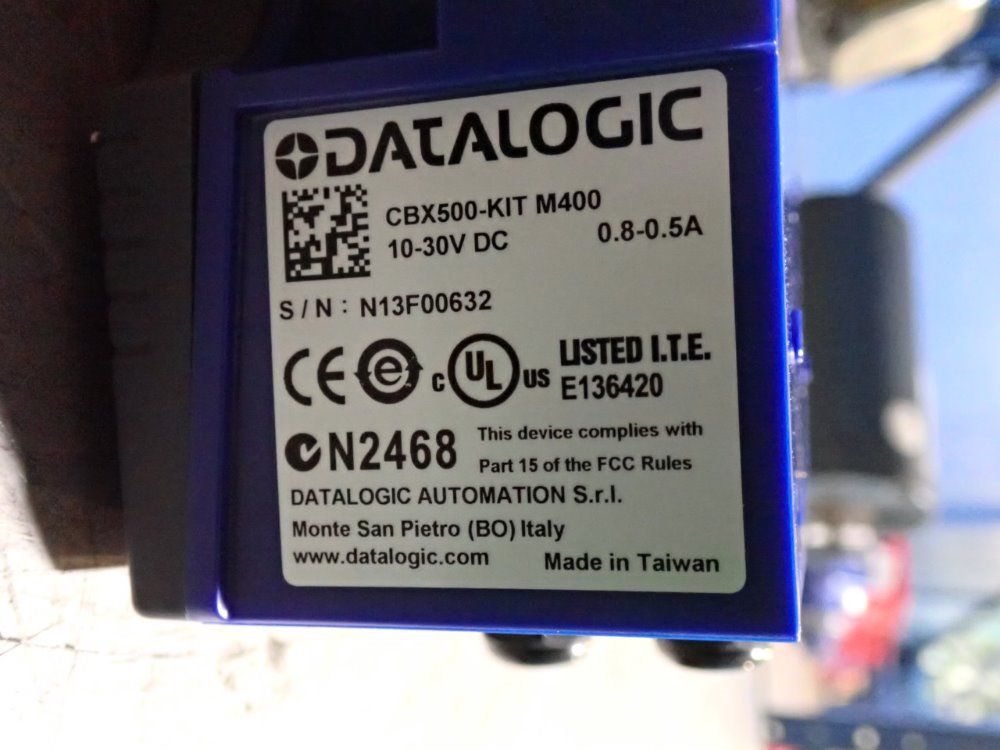 DATALOGIC
CBX500-KIT M400
10-30V DC 0.8-0.5A
S / N : N13F00632
CE e c UL US LISTED I.T.E.
E136420
N2468 This device complies with
Part 15 of the FCC Rules
DATALOGIC AUTOMATION S.r.l.
Monte San Pietro (BO) Italy
www.datalogic.com Made in Taiwan